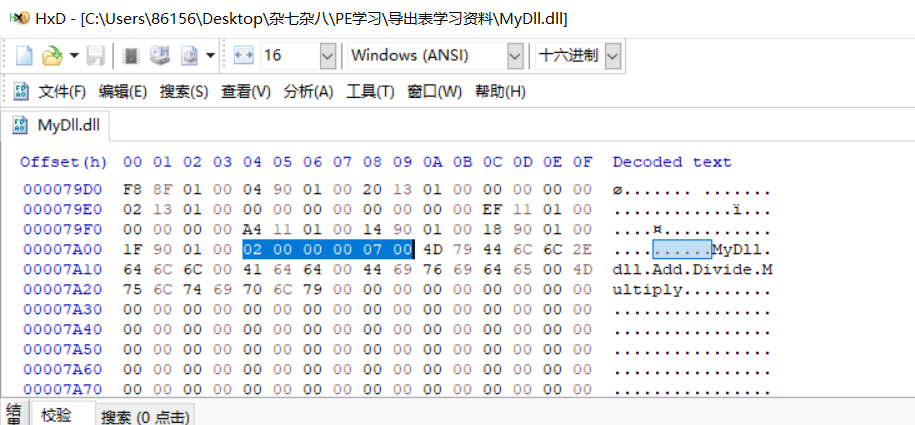 HxD - [C:\Users\86156\Desktop\杂七杂八\PE学习\导出表学习资料\MyDll.dll]
16 Windows (ANSI) 十六进制
文件(F) 编辑(E) 搜索(S) 查看(V) 分析(A) 工具(T) 窗口(W) 帮助(H)
MyDll.dll
Offset(h) 00 01 02 03 04 05 06 07 08 09 0A 0B 0C 0D 0E 0F Decoded text
000079D0 F8 8F 01 00 04 90 01 00 20 13 01 00 00 00 00 00 ø....... .......
000079E0 02 13 01 00 00 00 00 00 00 00 00 00 EF 11 01 00 ............ï...
000079F0 00 00 00 00 A4 11 01 00 14 90 01 00 18 90 01 00 ....¤...........
00007A00 1F 90 01 00 02 00 00 00 07 00 4D 79 44 6C 6C 2E ..........MyDll.
00007A10 64 6C 6C 00 41 64 64 00 44 69 76 69 64 65 00 4D dll.Add.Divide.M
00007A20 75 6C 74 69 70 6C 79 00 00 00 00 00 00 00 00 00 ultiply.........
00007A30 00 00 00 00 00 00 00 00 00 00 00 00 00 00 00 00 ................
00007A40 00 00 00 00 00 00 00 00 00 00 00 00 00 00 00 00 ................
00007A50 00 00 00 00 00 00 00 00 00 00 00 00 00 00 00 00 ................
00007A60 00 00 00 00 00 00 00 00 00 00 00 00 00 00 00 00 ................
00007A70 00 00 00 00 00 00 00 00 00 00 00 00 00 00 00 00 ................
结果 校验 搜索 (0 点击)